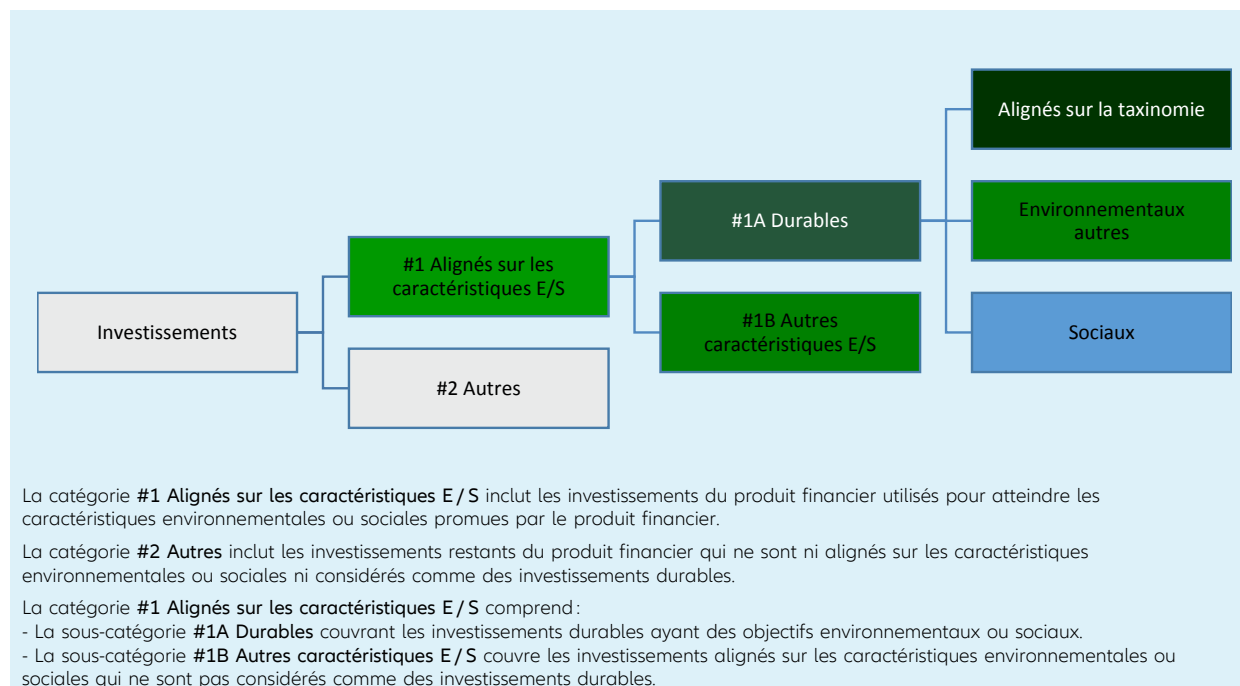 Alignés sur la taxinomie
#1A Durables
Environnementaux
autres
#1 Alignés sur les
caractéristiques E/S
Investissements
#1B Autres
caractéristiques E/S
Sociaux
#2 Autres
La catégorie #1 Alignés sur les caractéristiques E / S inclut les investissements du produit financier utilisés pour atteindre les
caractéristiques environnementales ou sociales promues par le produit financier.
La catégorie #2 Autres inclut les investissements restants du produit financier qui ne sont ni alignés sur les caractéristiques
environnementales ou sociales ni considérés comme des investissements durables.
La catégorie #1 Alignés sur les caractéristiques E / S comprend :
- La sous-catégorie #1A Durables couvrant les investissements durables ayant des objectifs environnementaux ou sociaux.
- La sous-catégorie #1B Autres caractéristiques E / S couvre les investissements alignés sur les caractéristiques environnementales ou
sociales qui ne sont pas considérés comme des investissements durables.